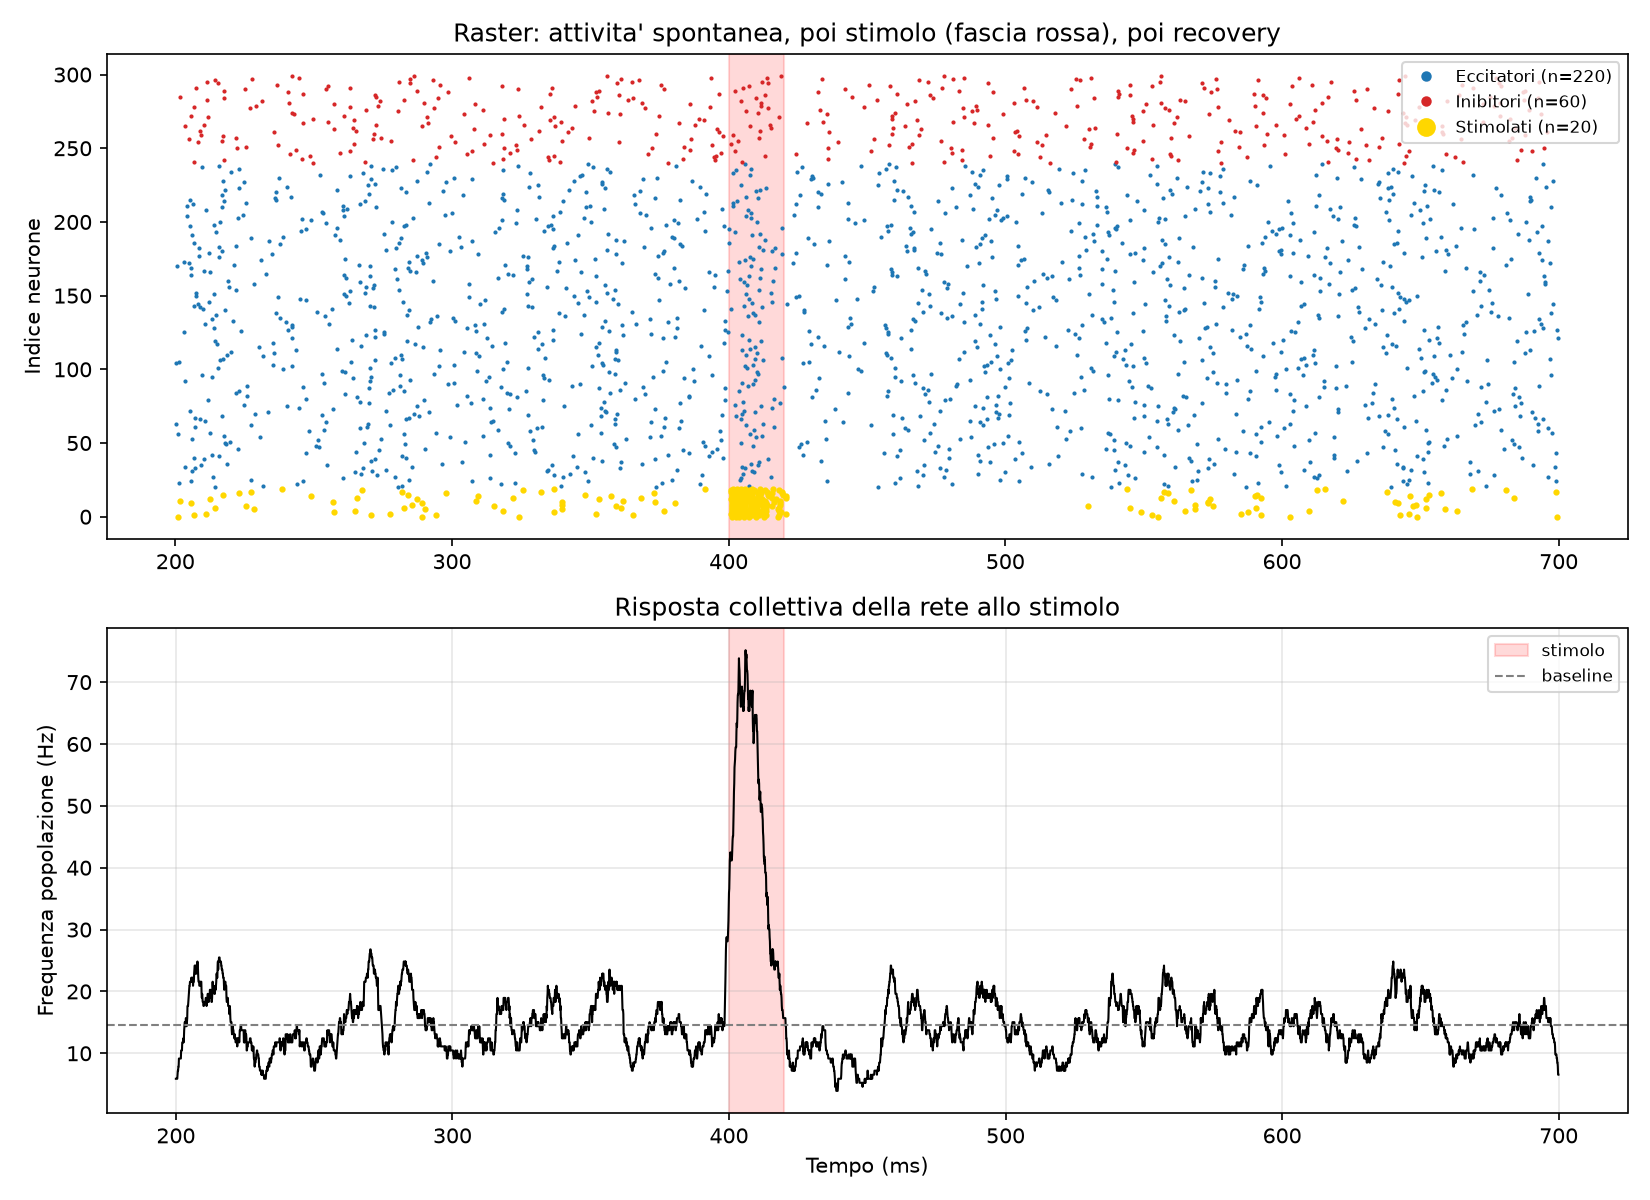 Raster: attivita' spontanea, poi stimolo (fascia rossa), poi recovery
Indice neurone
300
250
200
150
100
50
0
Eccitatori (n=220)
Inibitori (n=60)
Stimolati (n=20)
200 300 400 500 600 700
Risposta collettiva della rete allo stimolo
Frequenza popolazione (Hz)
70
60
50
40
30
20
10
stimolo
baseline
200 300 400 500 600 700
Tempo (ms)